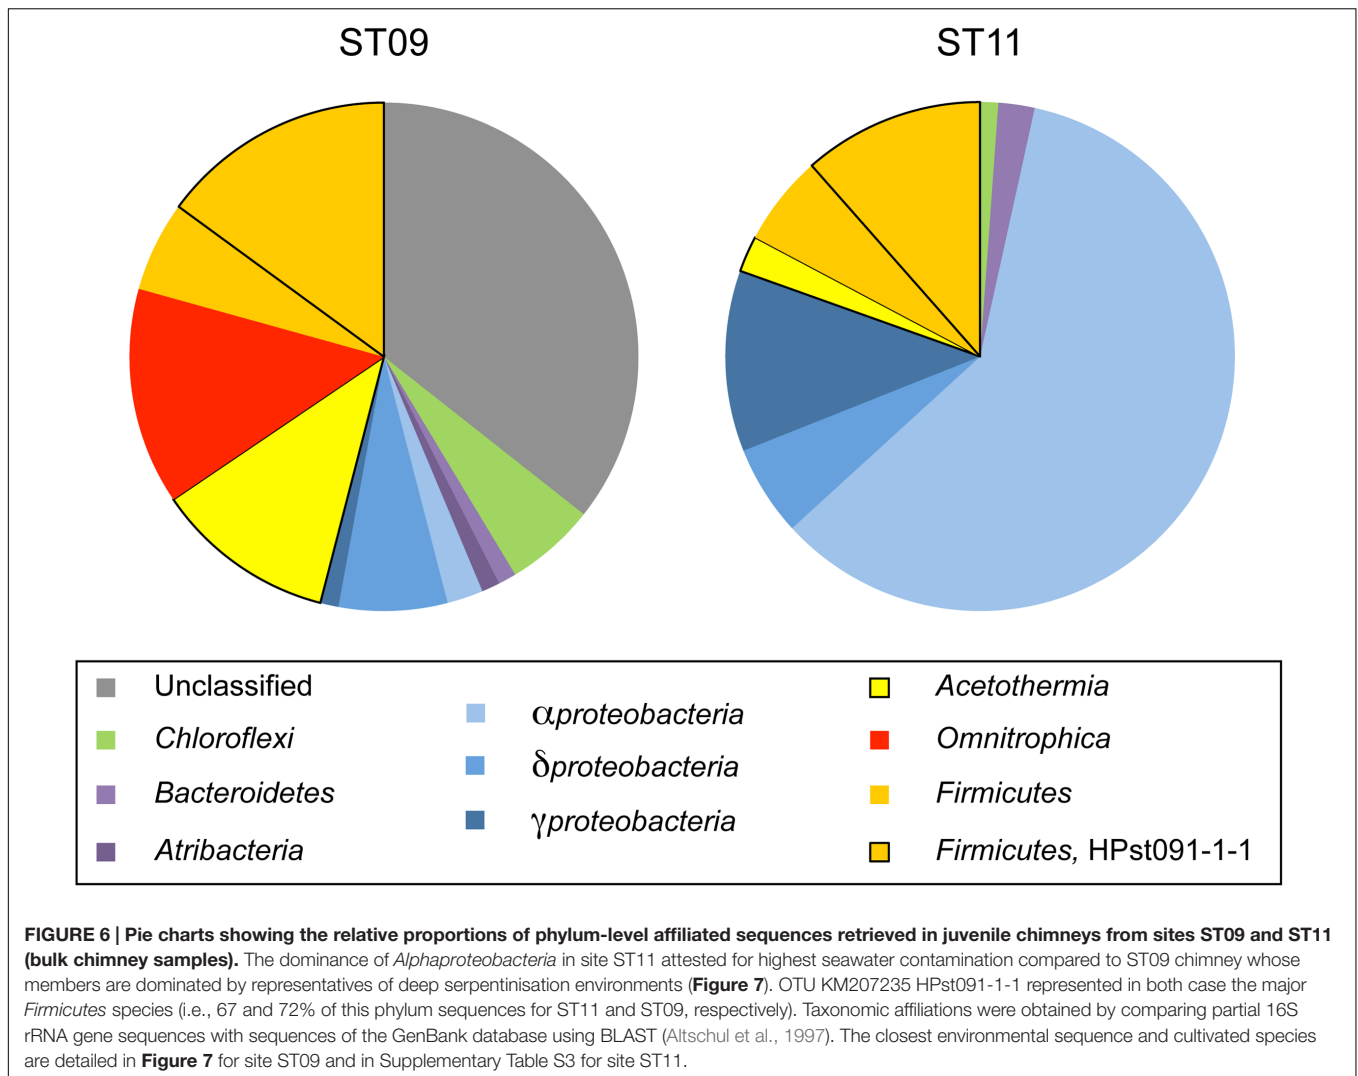 ST09
ST11
Unclassified
Chloroflexi
Bacteroidetes
Atribacteria
αproteobacteria
δproteobacteria
γproteobacteria
Acetothermia
Omnitrophica
Firmicutes
Firmicutes, HPst091-1-1
FIGURE 6 | Pie charts showing the relative proportions of phylum-level affiliated sequences retrieved in juvenile chimneys from sites ST09 and ST11
(bulk chimney samples). The dominance of Alphaproteobacteria in site ST11 attested for highest seawater contamination compared to ST09 chimney whose
members are dominated by representatives of deep serpentinisation environments (Figure 7). OTU KM207235 HPst091-1-1 represented in both case the major
Firmicutes species (i.e., 67 and 72% of this phylum sequences for ST11 and ST09, respectively). Taxonomic affiliations were obtained by comparing partial 16S
rRNA gene sequences with sequences of the GenBank database using BLAST (Altschul et al., 1997). The closest environmental sequence and cultivated species
are detailed in Figure 7 for site ST09 and in Supplementary Table S3 for site ST11.